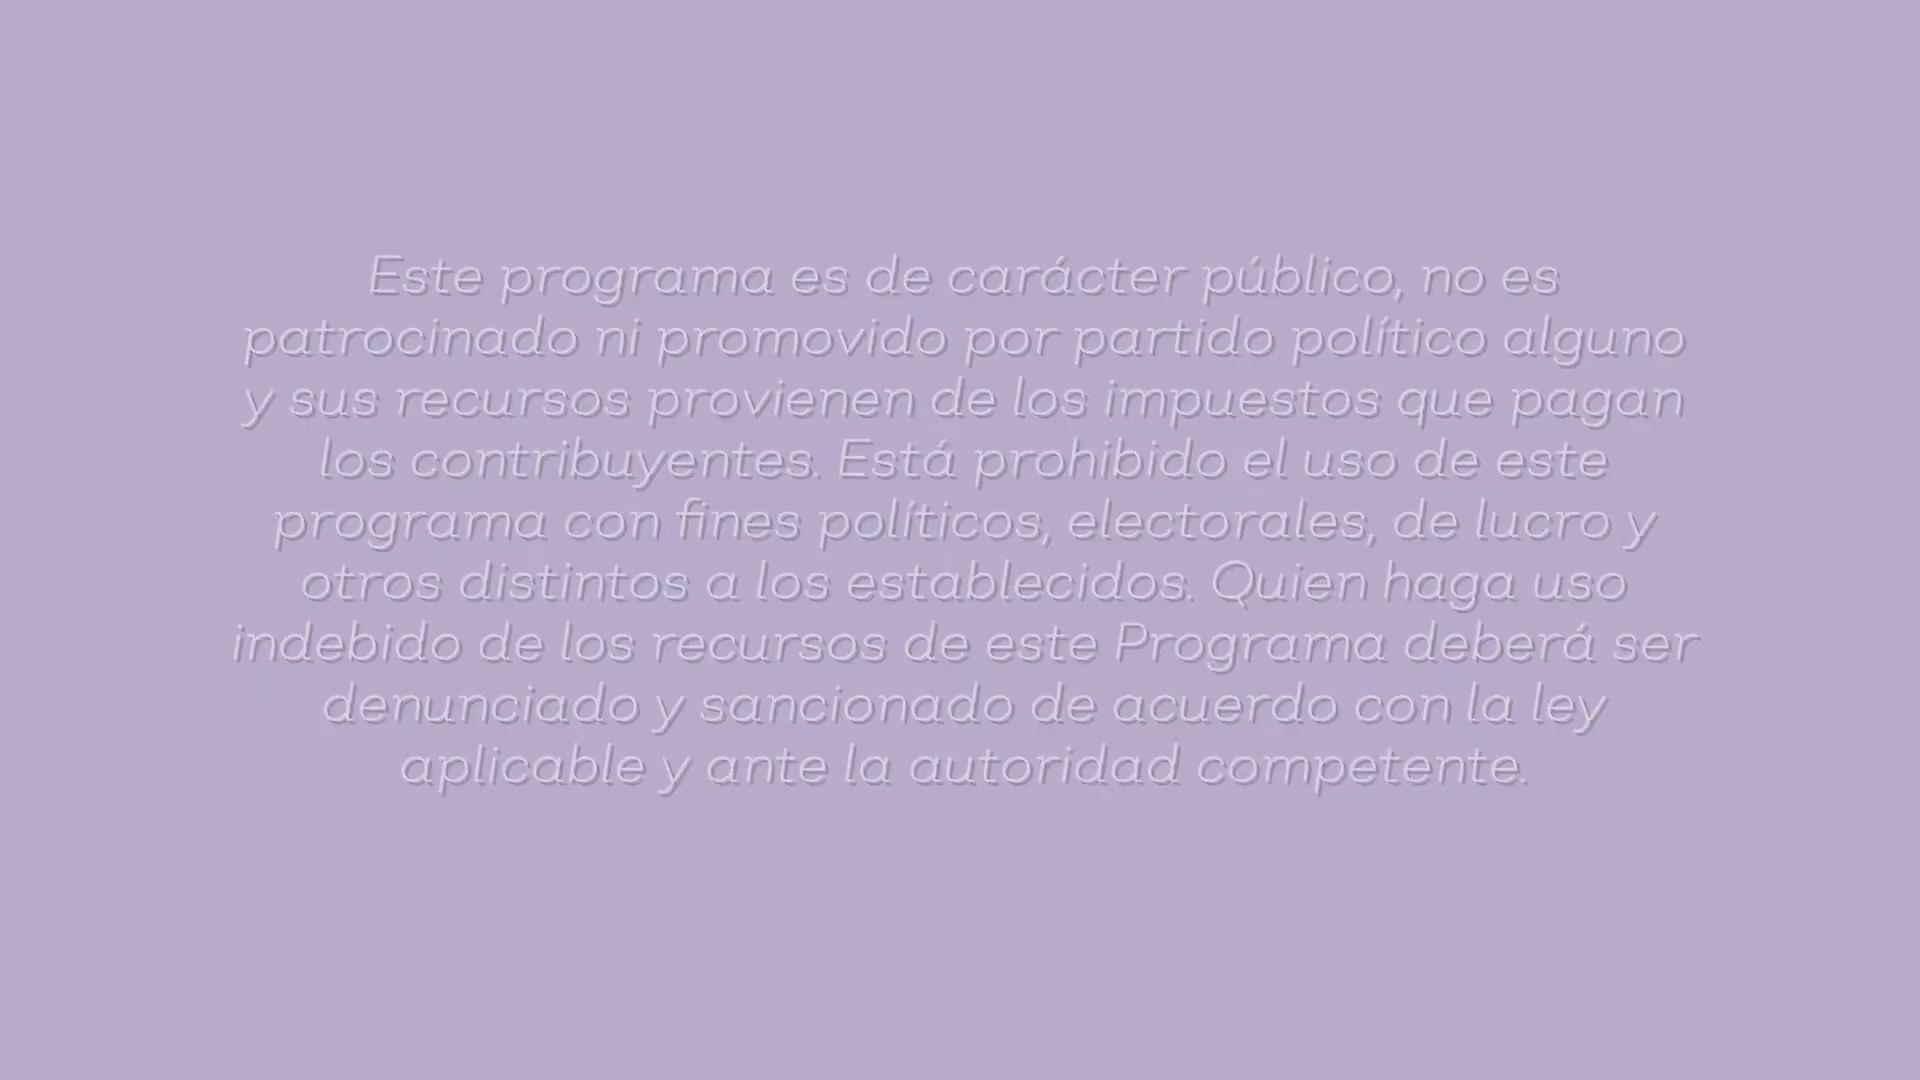 Este programa es de carácter público, no es
patrocinado ni promovido por partido político alguno
y sus recursos provienen de los impuestos que pagan
los contribuyentes. Está prohibido el uso de este
programa con fines políticos, electorales, de lucro y
otros distintos a los establecidos. Quien haga uso
indebido de los recursos de este Programa deberá ser
denunciado y sancionado de acuerdo con la ley
aplicable y ante la autoridad competente.